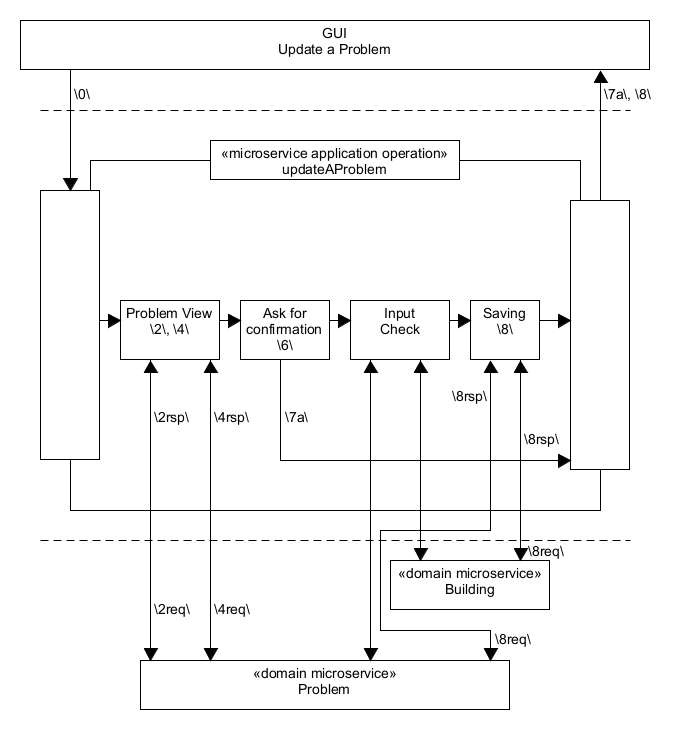 GUI
Update a Problem
\0\
\7a\, \8\
«microservice application operation»
updateAProblem
Problem View
\2\, \4\
Ask for
confirmation
\6\
Input
Check
Saving
\8\
\2rsp\
\4rsp\
\7a\
\8rsp\
\8rsp\
\8req\
«domain microservice»
Building
\2req\
\4req\
\8req\
«domain microservice»
Problem